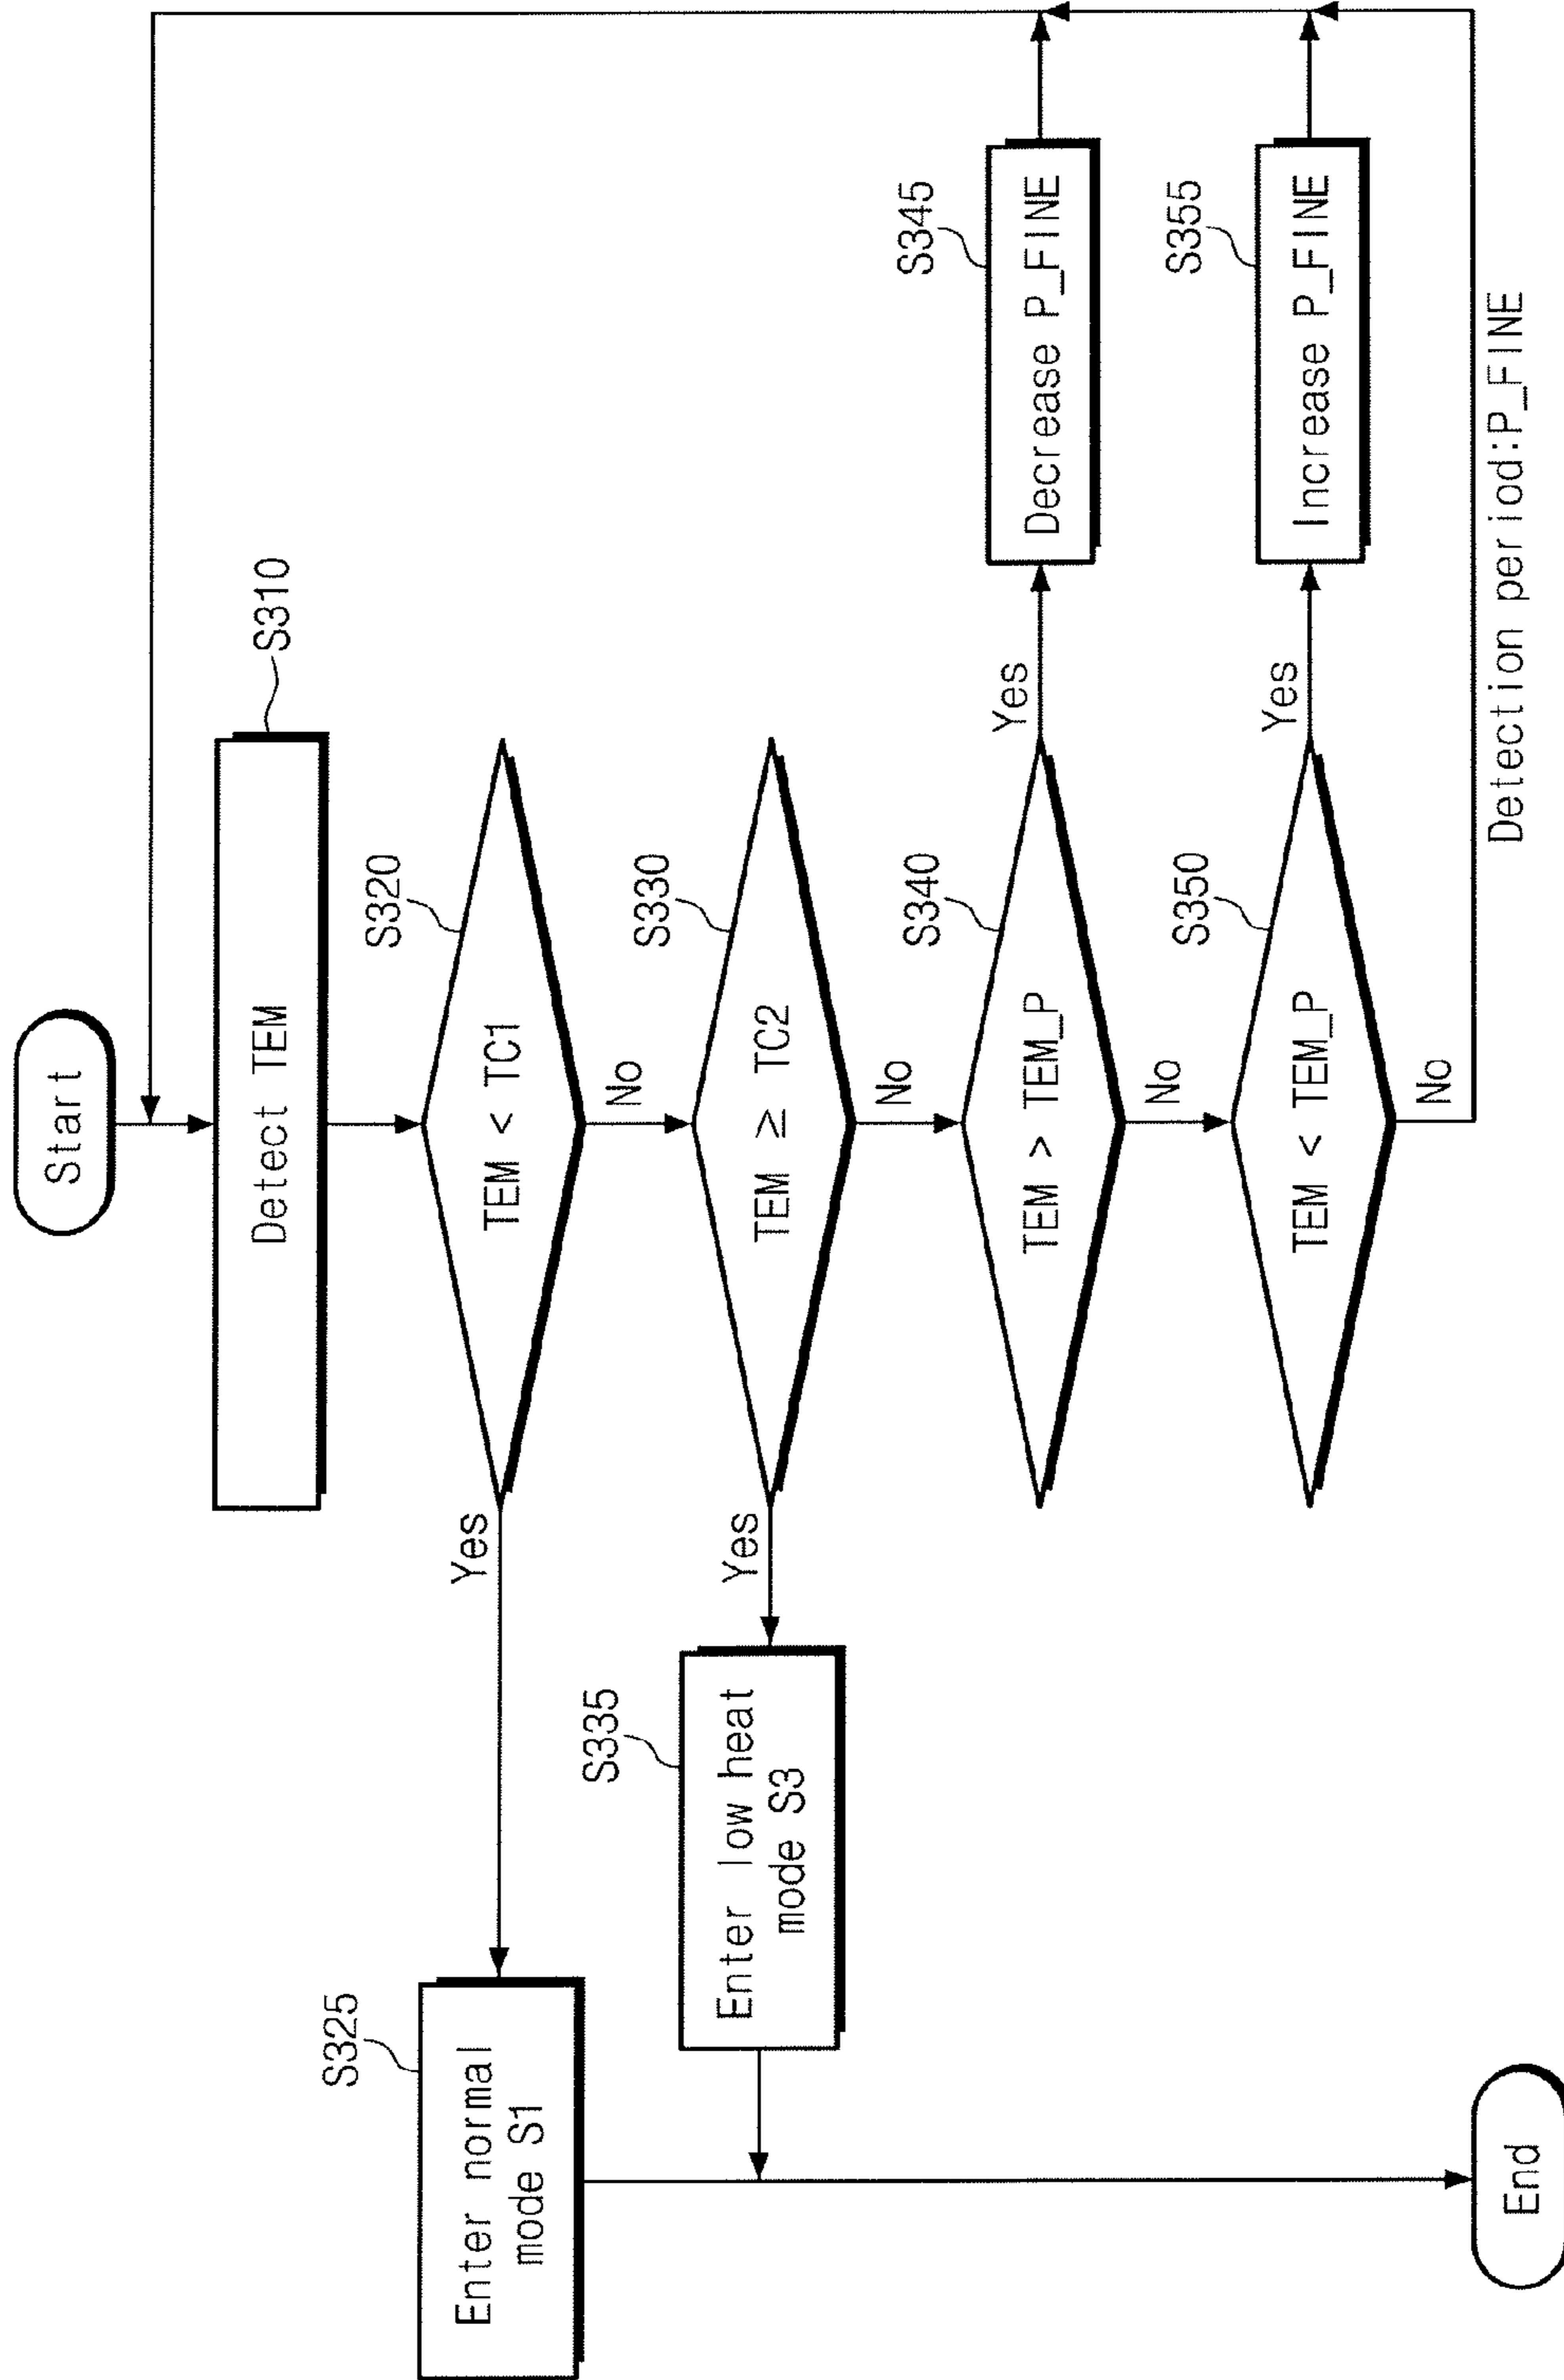 Start
Detect TEM
S310
S320
TEM < TC1
Yes
No
S325
Enter normal
mode S1
S330
TEM ≥ TC2
Yes
No
S335
Enter low heat
mode S3
S340
TEM > TEM_P
Yes
No
S345
Decrease P_FINE
S350
TEM < TEM_P
Yes
No
S355
Increase P_FINE
Detection period:P_FINE
End